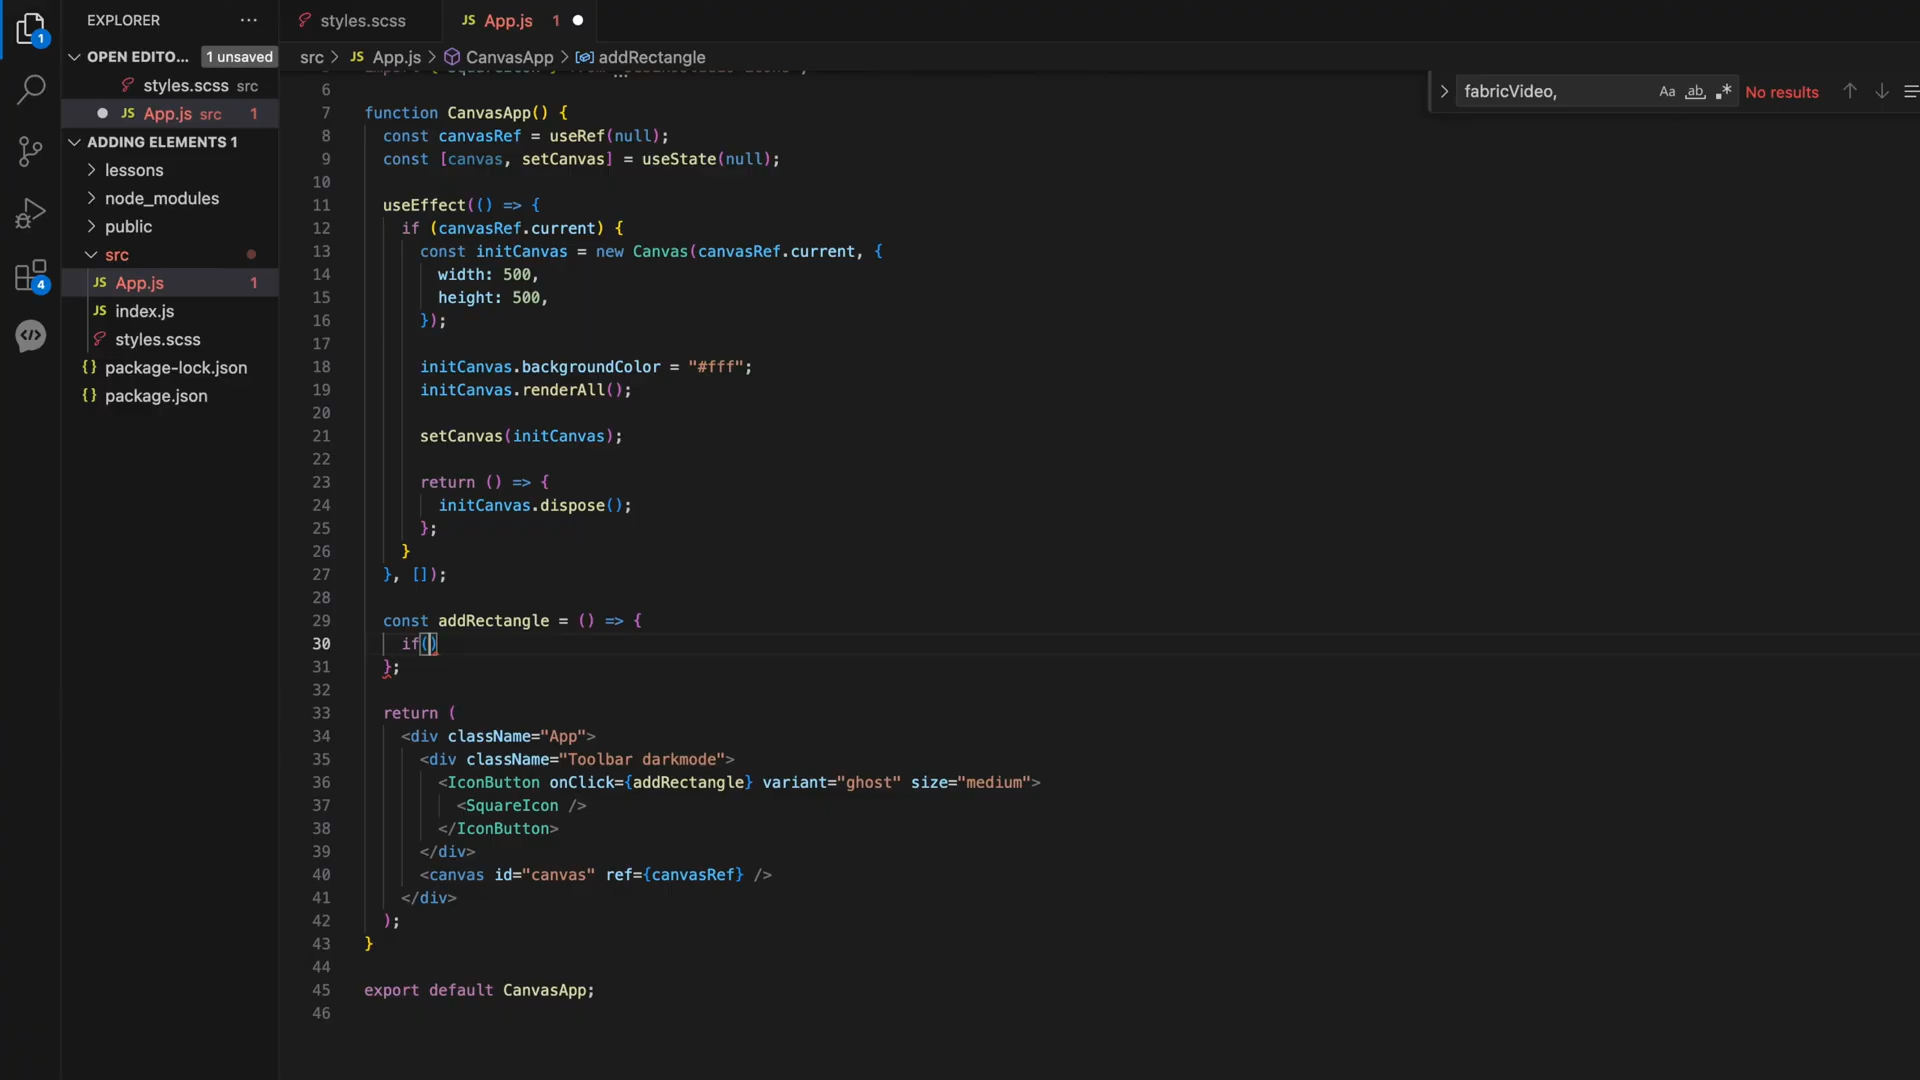 EXPLORER
OPEN EDITO... 1 unsaved
styles.scss src
App.js src 1
ADDING ELEMENTS 1
lessons
node_modules
public
src
App.js 1
index.js
styles.scss
package-lock.json
package.json
1
4
styles.scss
JS App.js 1
src > JS App.js > CanvasApp > addRectangle
fabricVideo, Aa ab No results
6
7 function CanvasApp() {
8 const canvasRef = useRef(null);
9 const [canvas, setCanvas] = useState(null);
10
11 useEffect(() => {
12 if (canvasRef.current) {
13 const initCanvas = new Canvas(canvasRef.current, {
14 width: 500,
15 height: 500,
16 });
17
18 initCanvas.backgroundColor = "#fff";
19 initCanvas.renderAll();
20
21 setCanvas(initCanvas);
22
23 return () => {
24 initCanvas.dispose();
25 };
26 }
27 }, []);
28
29 const addRectangle = () => {
30 if()
31 };
32
33 return (
34 <div className="App">
35 <div className="Toolbar darkmode">
36 <IconButton onClick={addRectangle} variant="ghost" size="medium">
37 <SquareIcon />
38 </IconButton>
39 </div>
40 <canvas id="canvas" ref={canvasRef} />
41 </div>
42 );
43 }
44
45 export default CanvasApp;
46